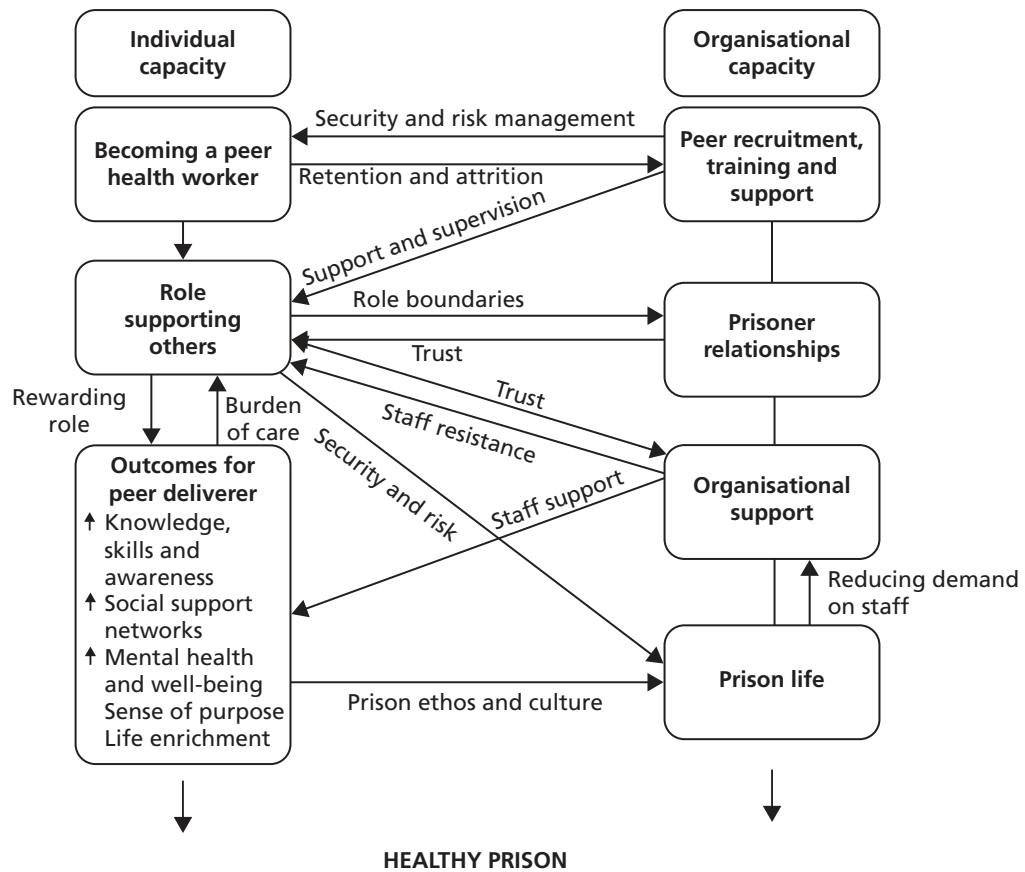 Individual
capacity
Organisational
capacity
Becoming a peer
health worker
Security and risk management
Retention and attrition
Peer recruitment,
training and
support
Support and supervision
Role
supporting
others
Role boundaries
Trust
Prisoner
relationships
Trust
Staff resistance
Rewarding
role
Burden
of care
Security and risk
Staff support
Organisational
support
Outcomes for
peer deliverer
Knowledge,
skills and
awareness
Social support
networks
Mental health
and well-being
Sense of purpose
Life enrichment
Reducing demand
on staff
Prison ethos and culture
Prison life
HEALTHY PRISON